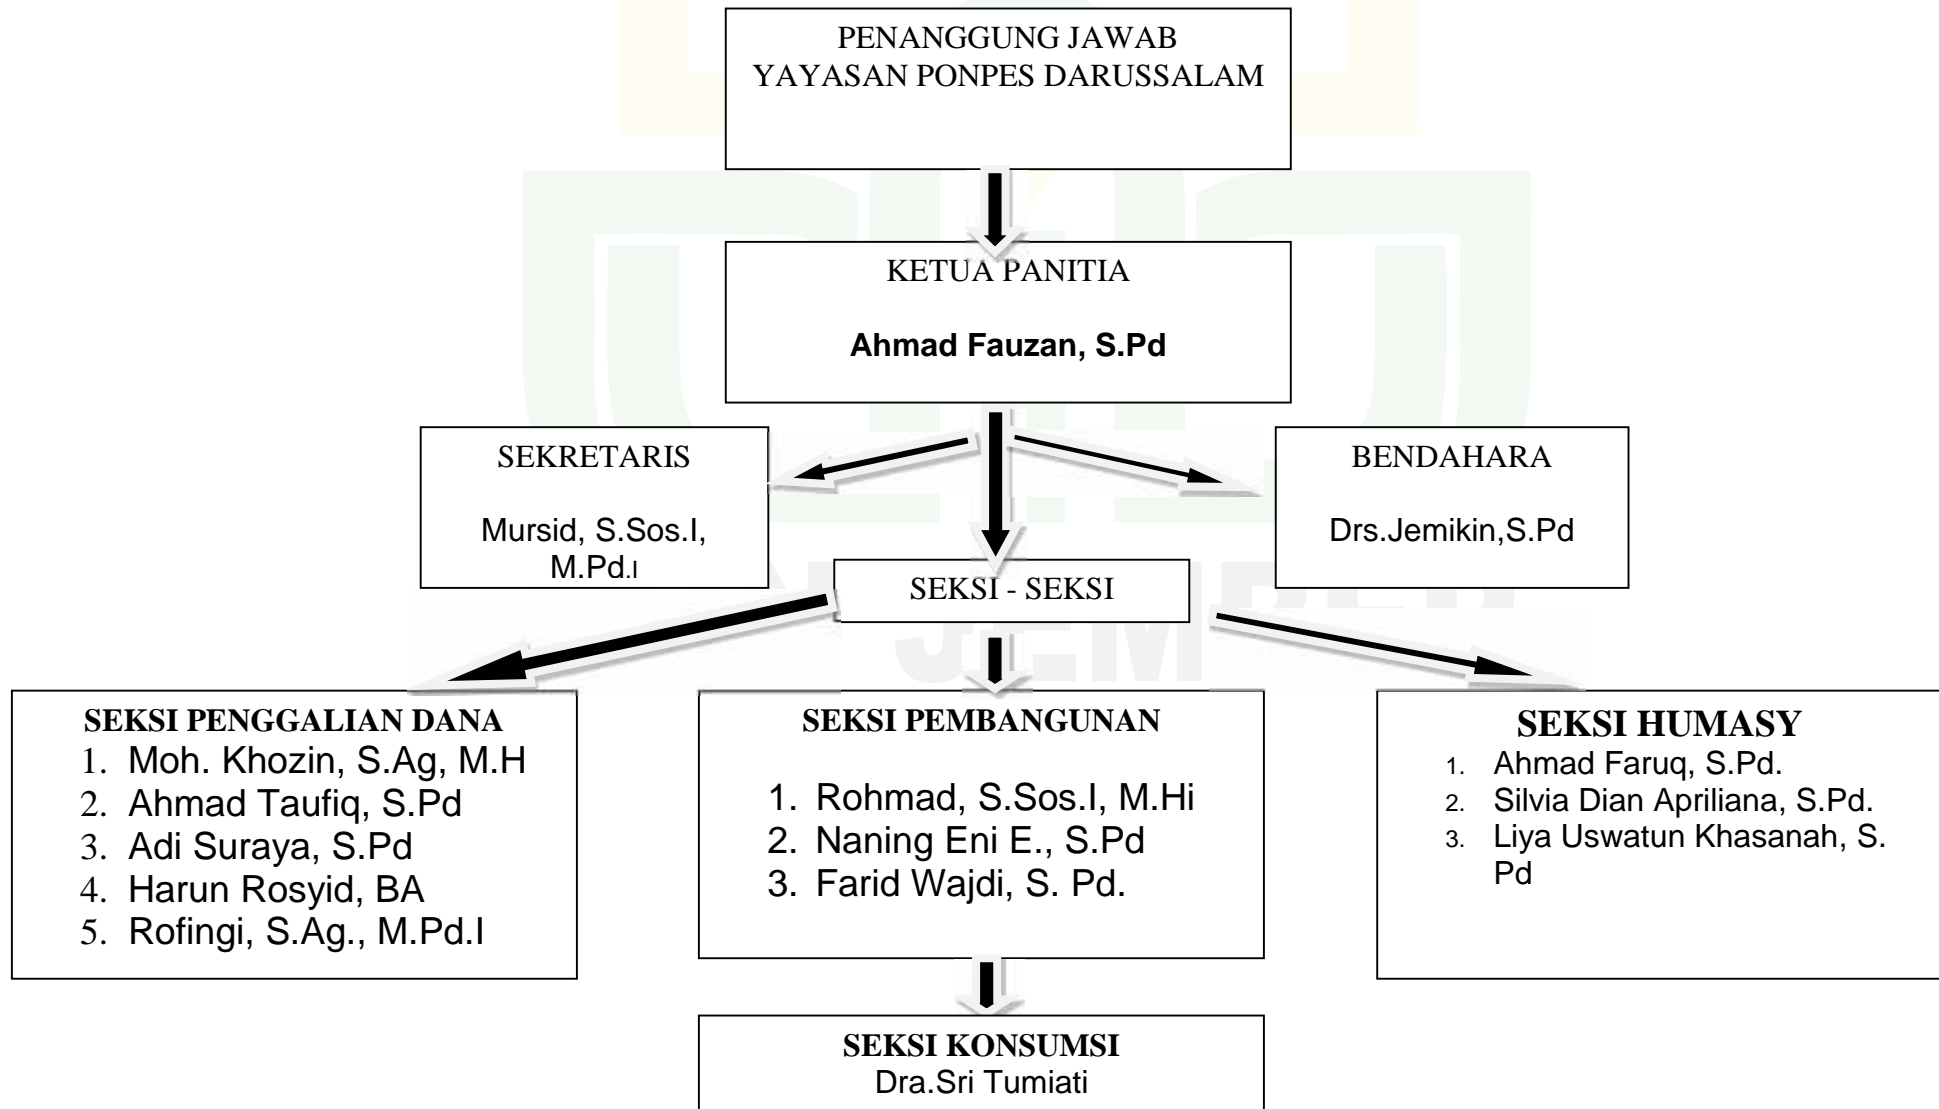 PENANGGUNG JAWAB
YAYASAN PONPES DARUSSALAM
KETUA PANITIA
Ahmad Fauzan, S.Pd
SEKRETARIS
Mursid, S.Sos.I,
M.Pd.I
BENDAHARA
Drs.Jemikin,S.Pd
SEKSI - SEKSI
JEMBER
SEKSI PENGGALIAN DANA
1. Moh. Khozin, S.Ag, M.H
2. Ahmad Taufiq, S.Pd
3. Adi Suraya, S.Pd
4. Harun Rosyid, BA
5. Rofingi, S.Ag., M.Pd.I
SEKSI PEMBANGUNAN
1. Rohmad, S.Sos.I, M.Hi
2. Naning Eni E., S.Pd
3. Farid Wajdi, S. Pd.
SEKSI HUMASY
1. Ahmad Faruq, S.Pd.
2. Silvia Dian Apriliana, S.Pd.
3. Liya Uswatun Khasanah, S.
Pd
SEKSI KONSUMSI
Dra.Sri Tumiati